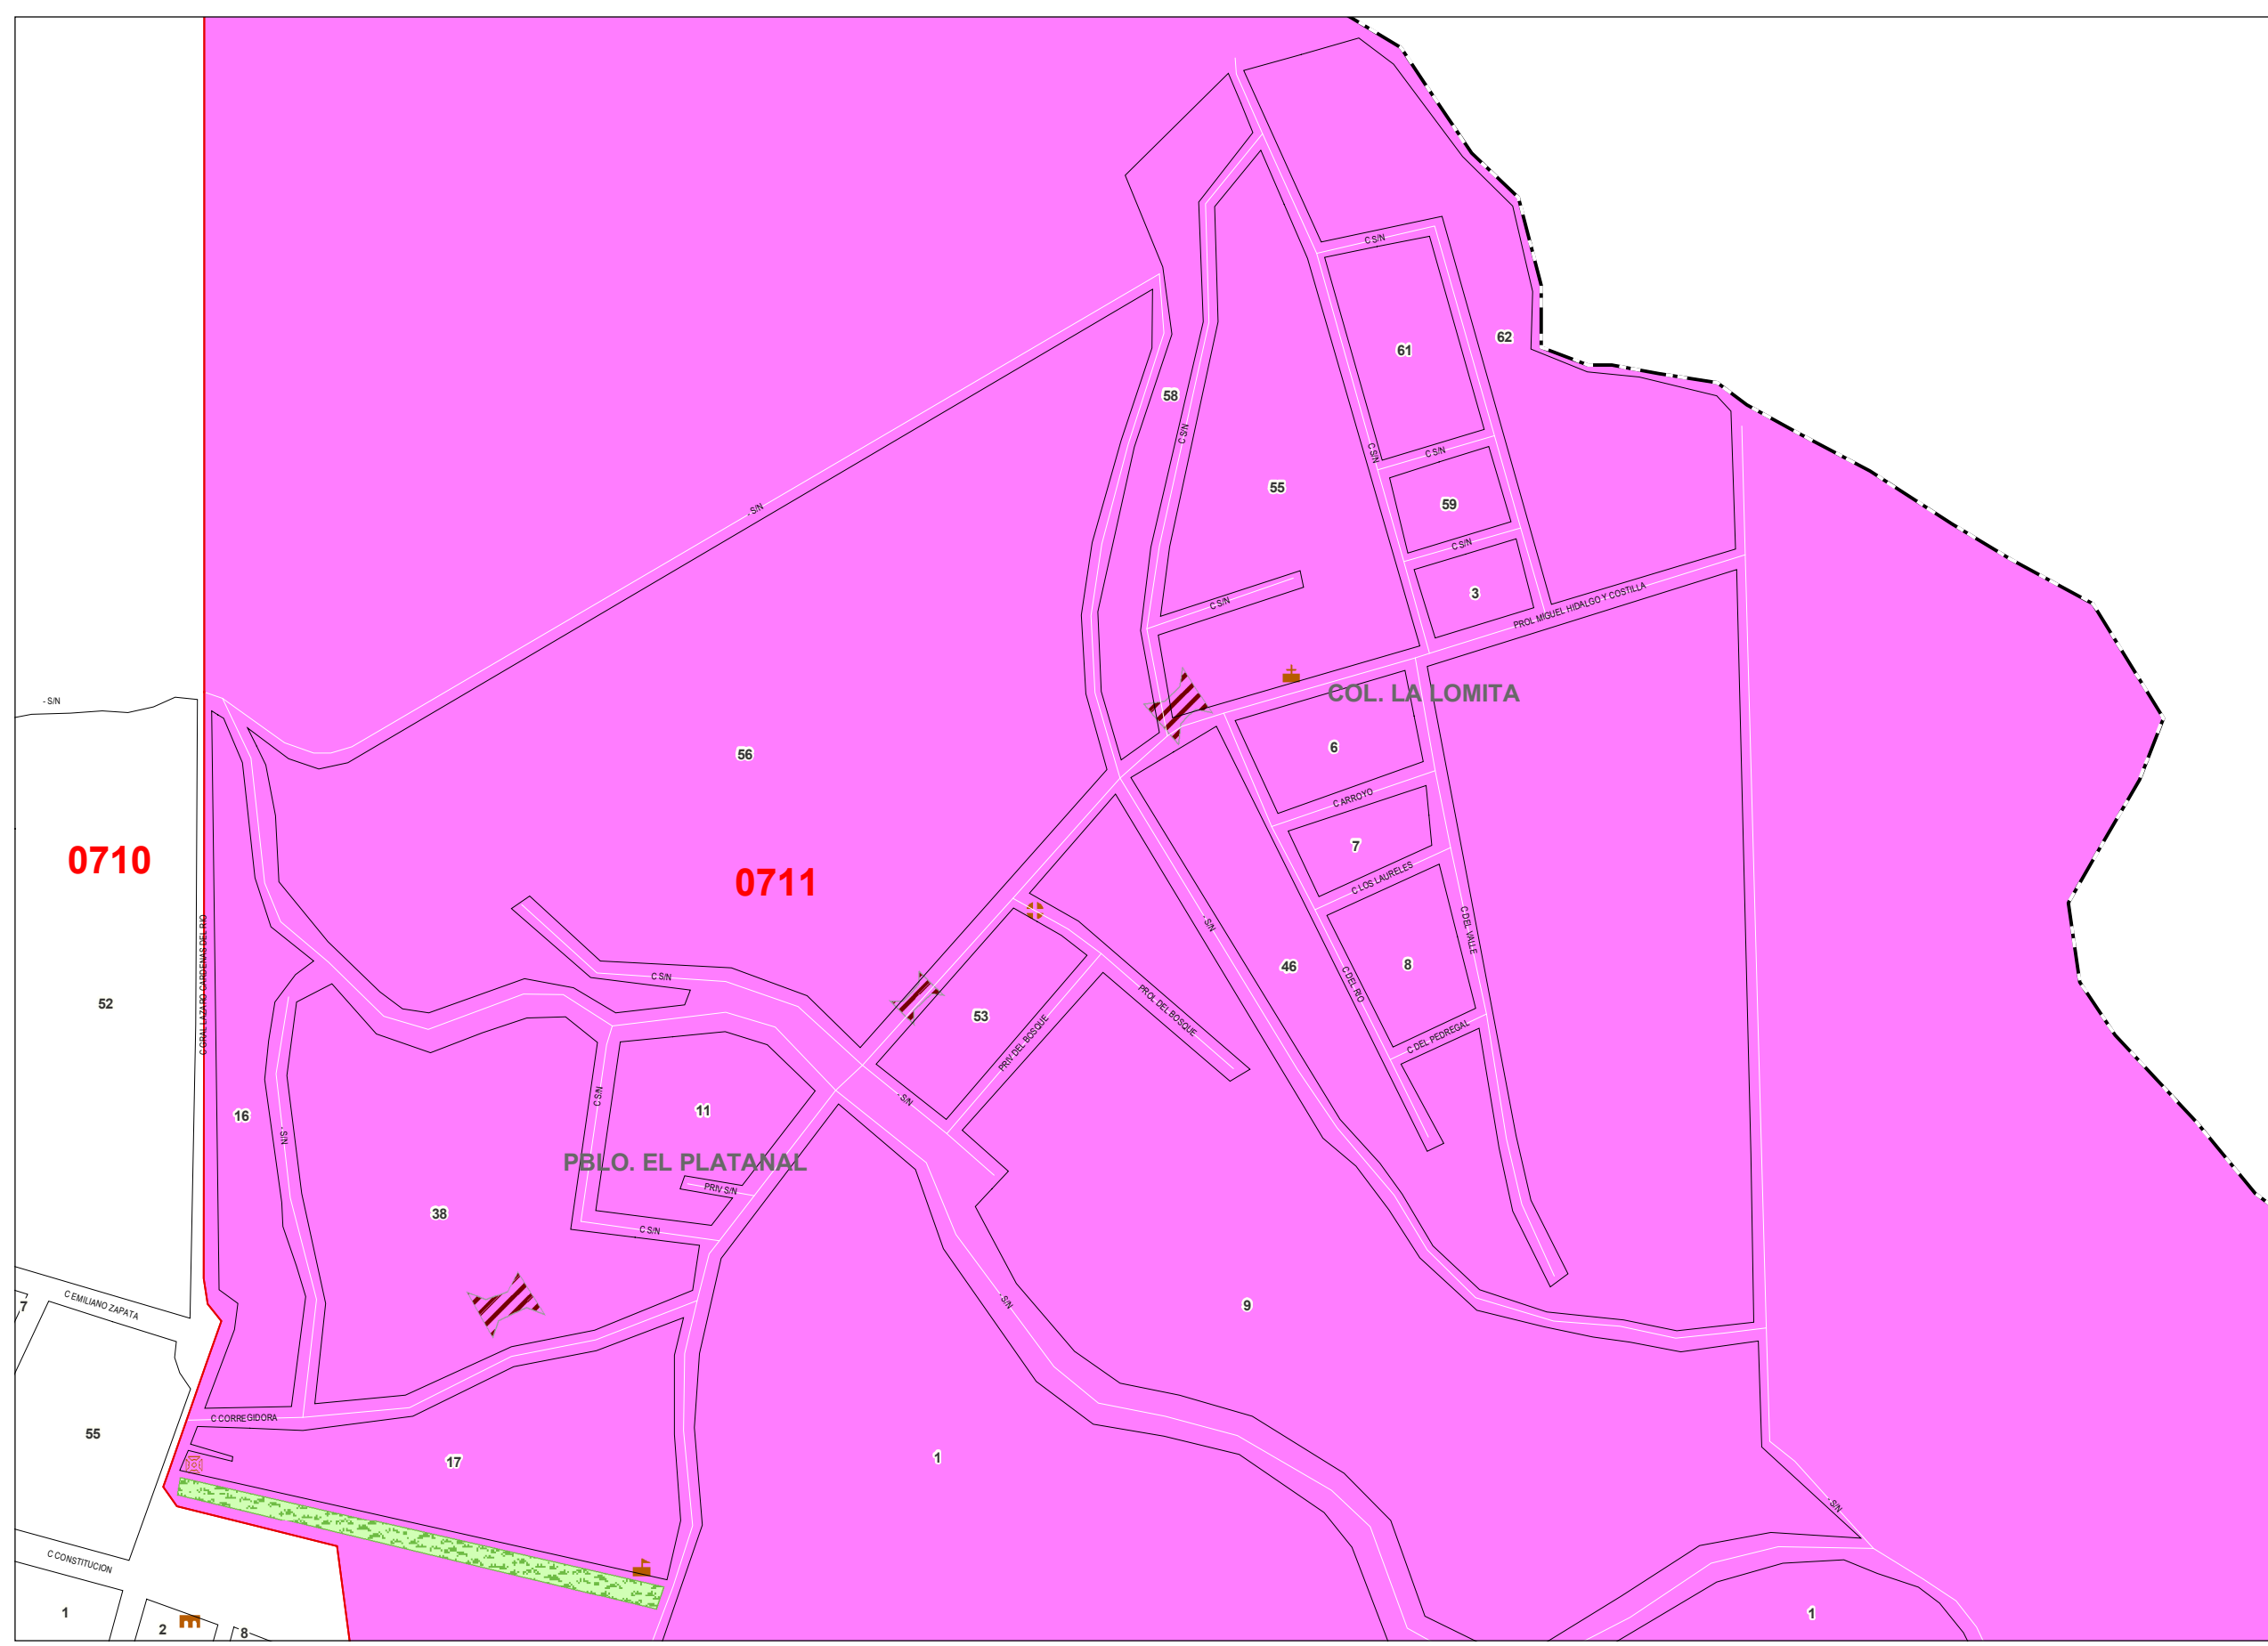 C S/N
62
61
58
C S/N
C S/N
C S/N
55
59
- S/N
C S/N
3
PROL MIGUEL HIDALGO Y COSTILLA
C S/N
COL. LA LOMITA
- S/N
56
6
C ARROYO
7
0710
0711
C LOS LAURELES
- S/N
C DEL VALLE
C GRAL LAZARO CARDENAS DEL RIO
C S/N
46
8
52
C DEL RIO
PROL DEL BOSQUE
53
PRIV DEL BOSQUE
C DEL PEDREGAL
C S/N
- S/N
16
11
- S/N
PBLO. EL PLATANAL
PRIV S/N
38
C S/N
C EMILIANO ZAPATA
7
- S/N
9
C CORREGIDORA
55
17
1
- S/N
C CONSTITUCION
1
2
8
1